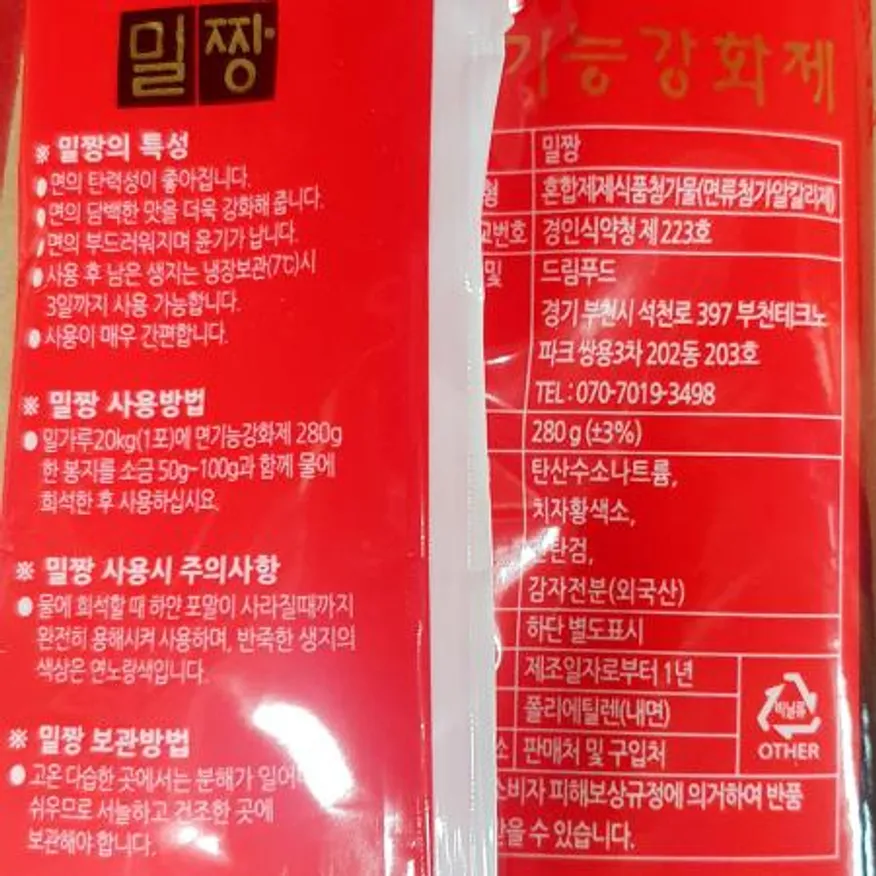 밀짱
※ 밀짱의 특성
● 면의 탄력성이 좋아집니다.
● 면의 담백한 맛을 더욱 강화해 줍니다.
● 면의 부드러워지며 윤기가 납니다.
● 사용 후 남은 생지는 냉장보관(7℃)시
3일까지 사용 가능합니다.
● 사용이 매우 간편합니다.
※ 밀짱 사용방법
● 밀가루20kg(1포)에 면기능강화제 280g
한 봉지를 소금 50g~100g과 함께 물에
희석한 후 사용하십시요.
※ 밀짱 사용시 주의사항
● 물에 희석할 때 하얀 포말이 사라질때까지
완전히 용해시켜 사용하며, 반죽한 생지의
색상은 연노랑색입니다.
※ 밀짱 보관방법
● 고온 다습한 곳에서는 분해가
쉬우므로 서늘하고 건조한 곳에
보관해야 합니다.
기능강화제
밀짱
형 혼합제제식품첨가물(면류첨가알칼리제)
고번호 경인식약청 제 223호
및 드림푸드
경기 부천시 석천로 397 부천테크노
파크 쌍용3차 202동 203호
TEL : 070-7019-3498
280 g (±3%)
탄산수소나트륨,
치자황색소,
감자전분(외국산)
하단 별도표시
제조일자로부터 1년
폴리에틸렌(내면)
소 판매처 및 구입처
비닐류
OTHER
소비자 피해보상규정에 의거하여 반품
받을 수 있습니다.